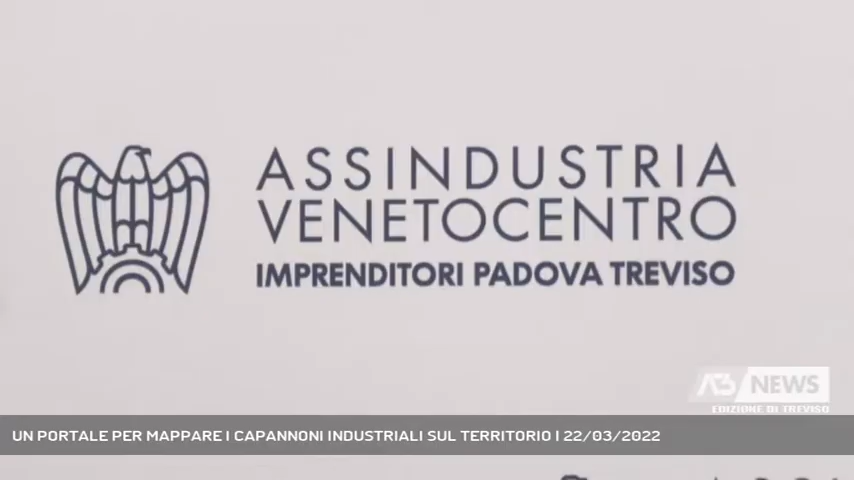 ASSINDUSTRIA
VENETOCENTRO
IMPRENDITORI PADOVA TREVISO
A3 NEWS
EDIZIONE DI TREVISO
UN PORTALE PER MAPPARE I CAPANNONI INDUSTRIALI SUL TERRITORIO | 22/03/2022